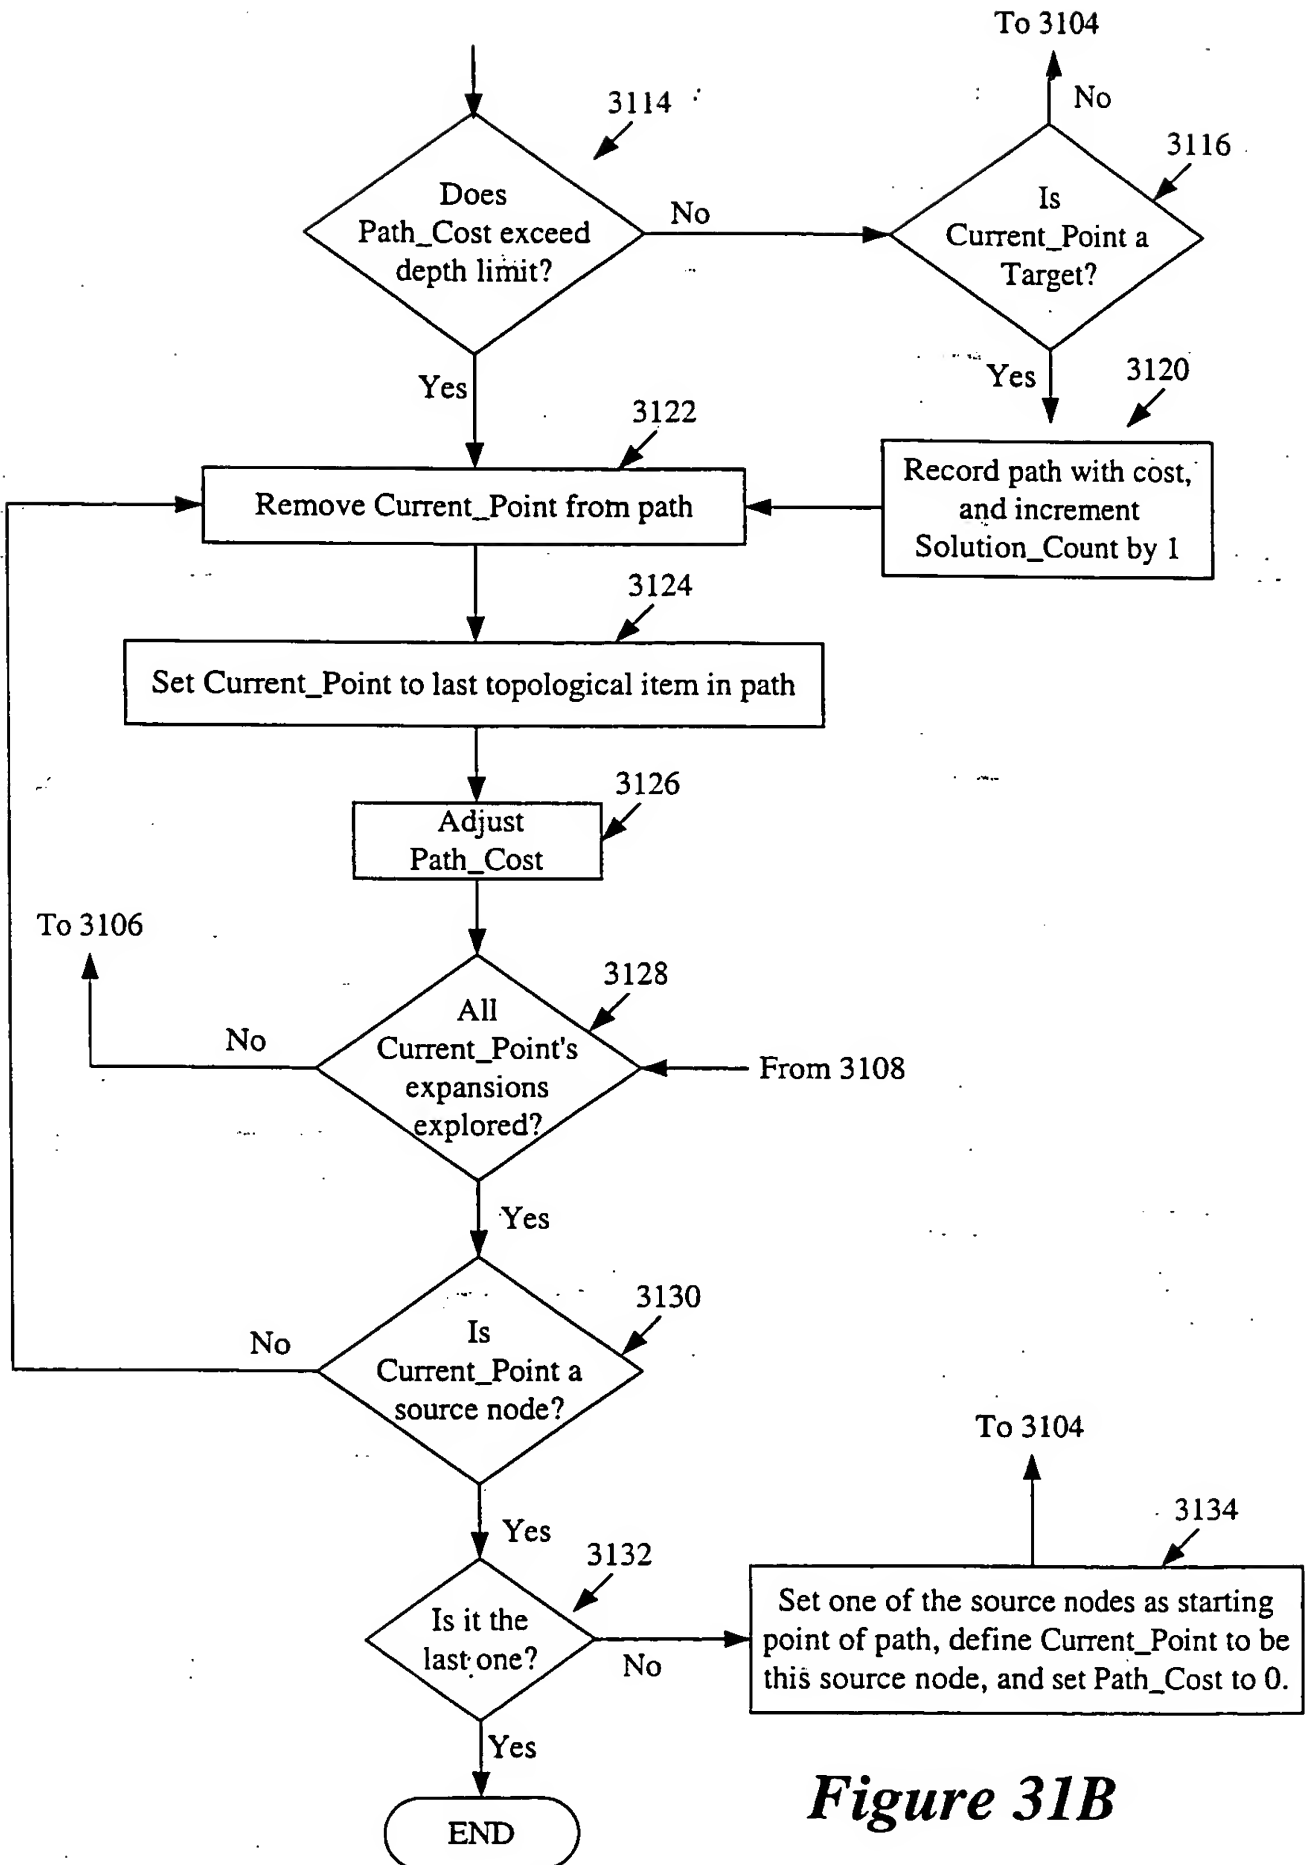 To 3104
No
3114
3116
Does
Path_Cost exceed
depth limit?
No
Is
Current_Point a
Target?
Yes
Yes
3120
3122
Remove Current_Point from path
Record path with cost,
and increment
Solution_Count by 1
3124
Set Current_Point to last topological item in path
3126
Adjust
Path_Cost
To 3106
3128
All
Current_Point's
expansions
explored?
No
From 3108
Yes
3130
Is
Current_Point a
source node?
No
To 3104
Yes
3132
3134
Is it the
last one?
No
Set one of the source nodes as starting
point of path, define Current_Point to be
this source node, and set Path_Cost to 0.
Yes
END
Figure 31B